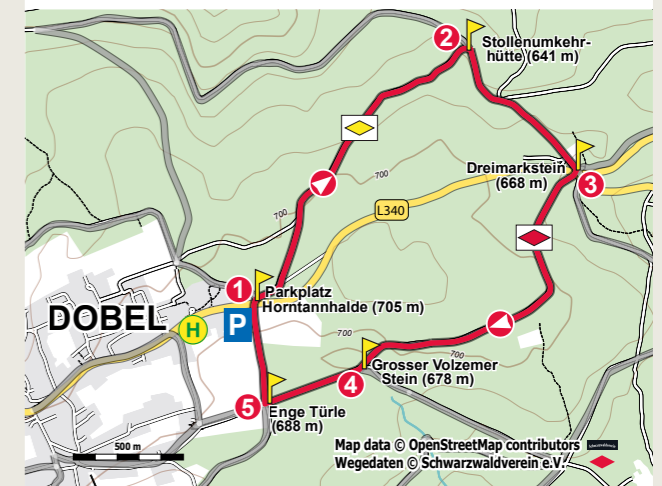 2
Stollenumkehr-
hütte (641 m)
Dreimarkstein
(668 m)
3
700
700
L340
1
Parkplatz
Horntannhalde (705 m)
DOBEL
H
P
700
Grosser Volzemer
Stein (678 m)
4
5
Enge Türle
(688 m)
500 m
Map data © OpenStreetMap contributors
Wegedaten © Schwarzwaldverein e.V.